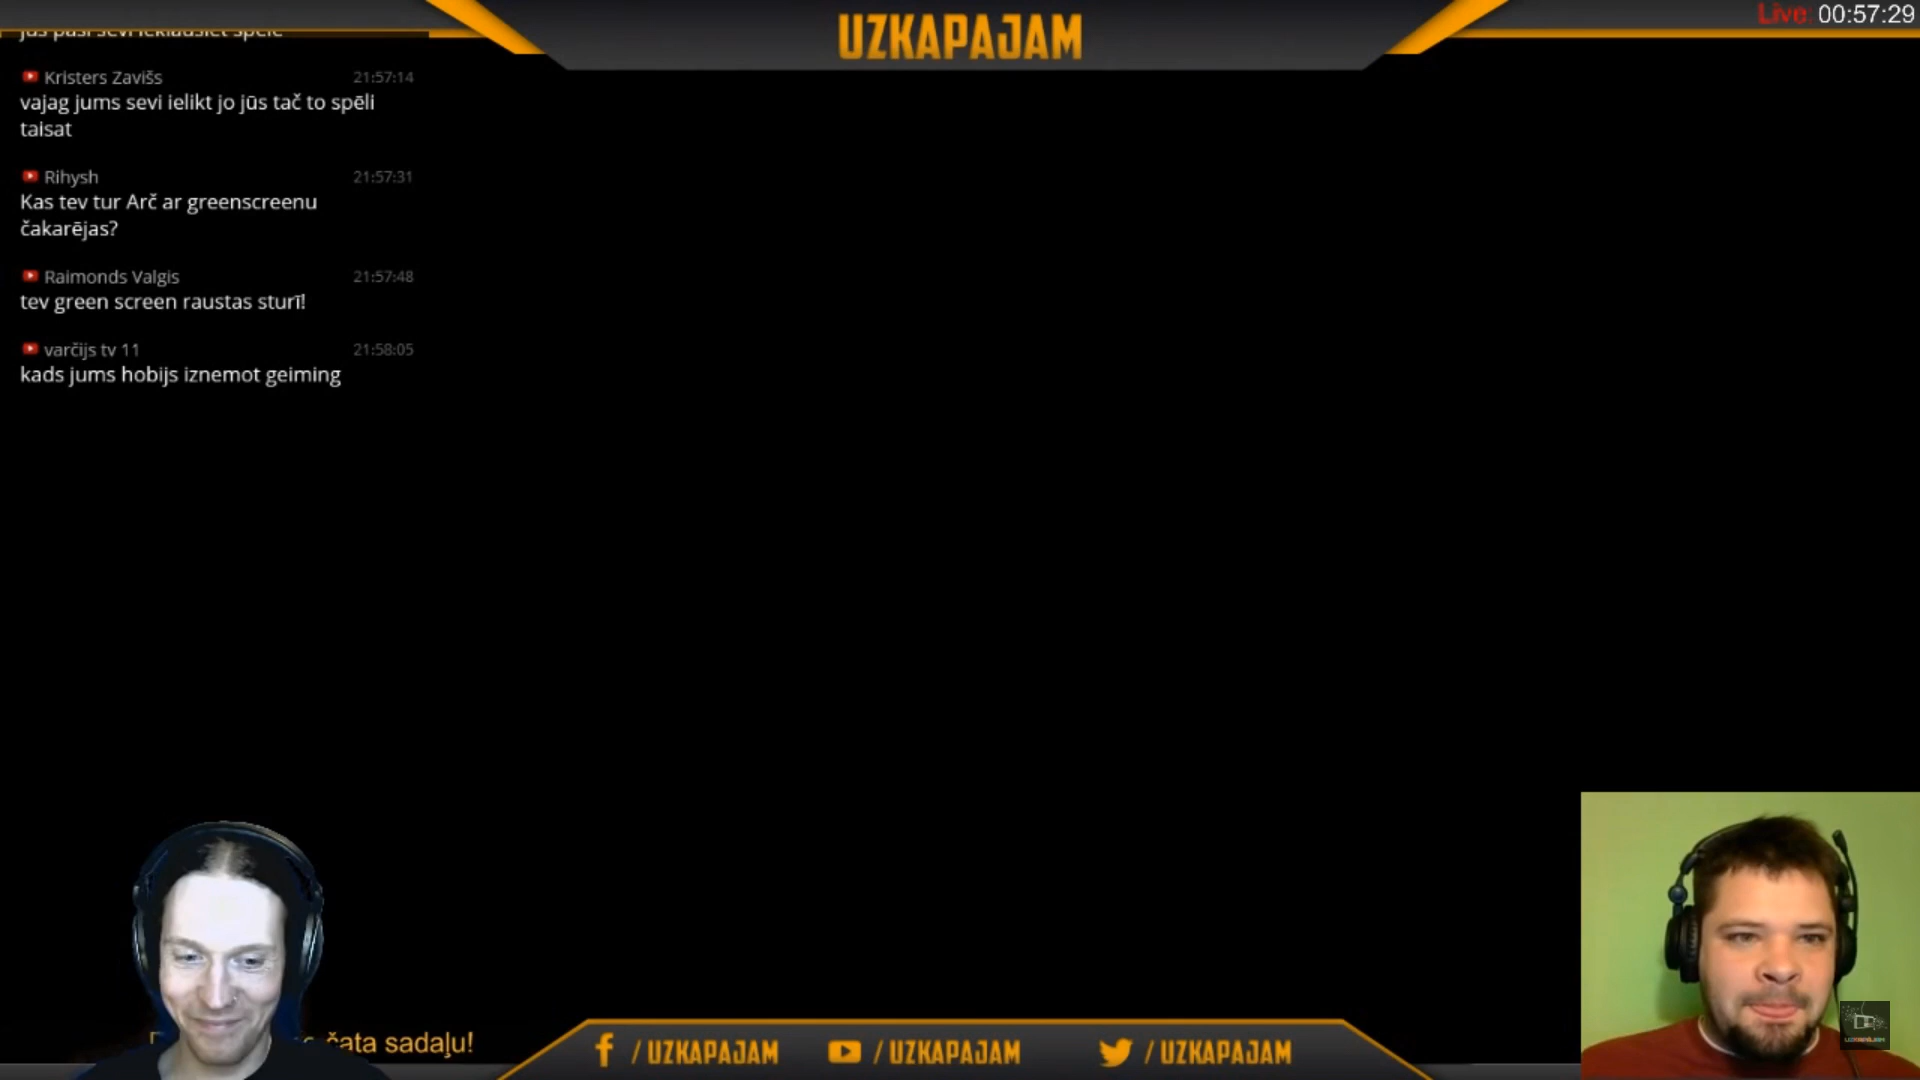 UZKAPAJAM
Live: 00:57:29
Kristers Zavišs 21:57:14
vajag jums sevi ielikt jo jūs tač to spēli
taisat
Rihysh 21:57:31
Kas tev tur Arč ar greenscreenu
čakarējas?
Raimonds Valgis 21:57:48
tev green screen raustas sturī!
varčijs tv 11 21:58:05
kads jums hobijs iznemot geiming
čata sadaļu!
/ UZKAPAJAM
/ UZKAPAJAM
/ UZKAPAJAM